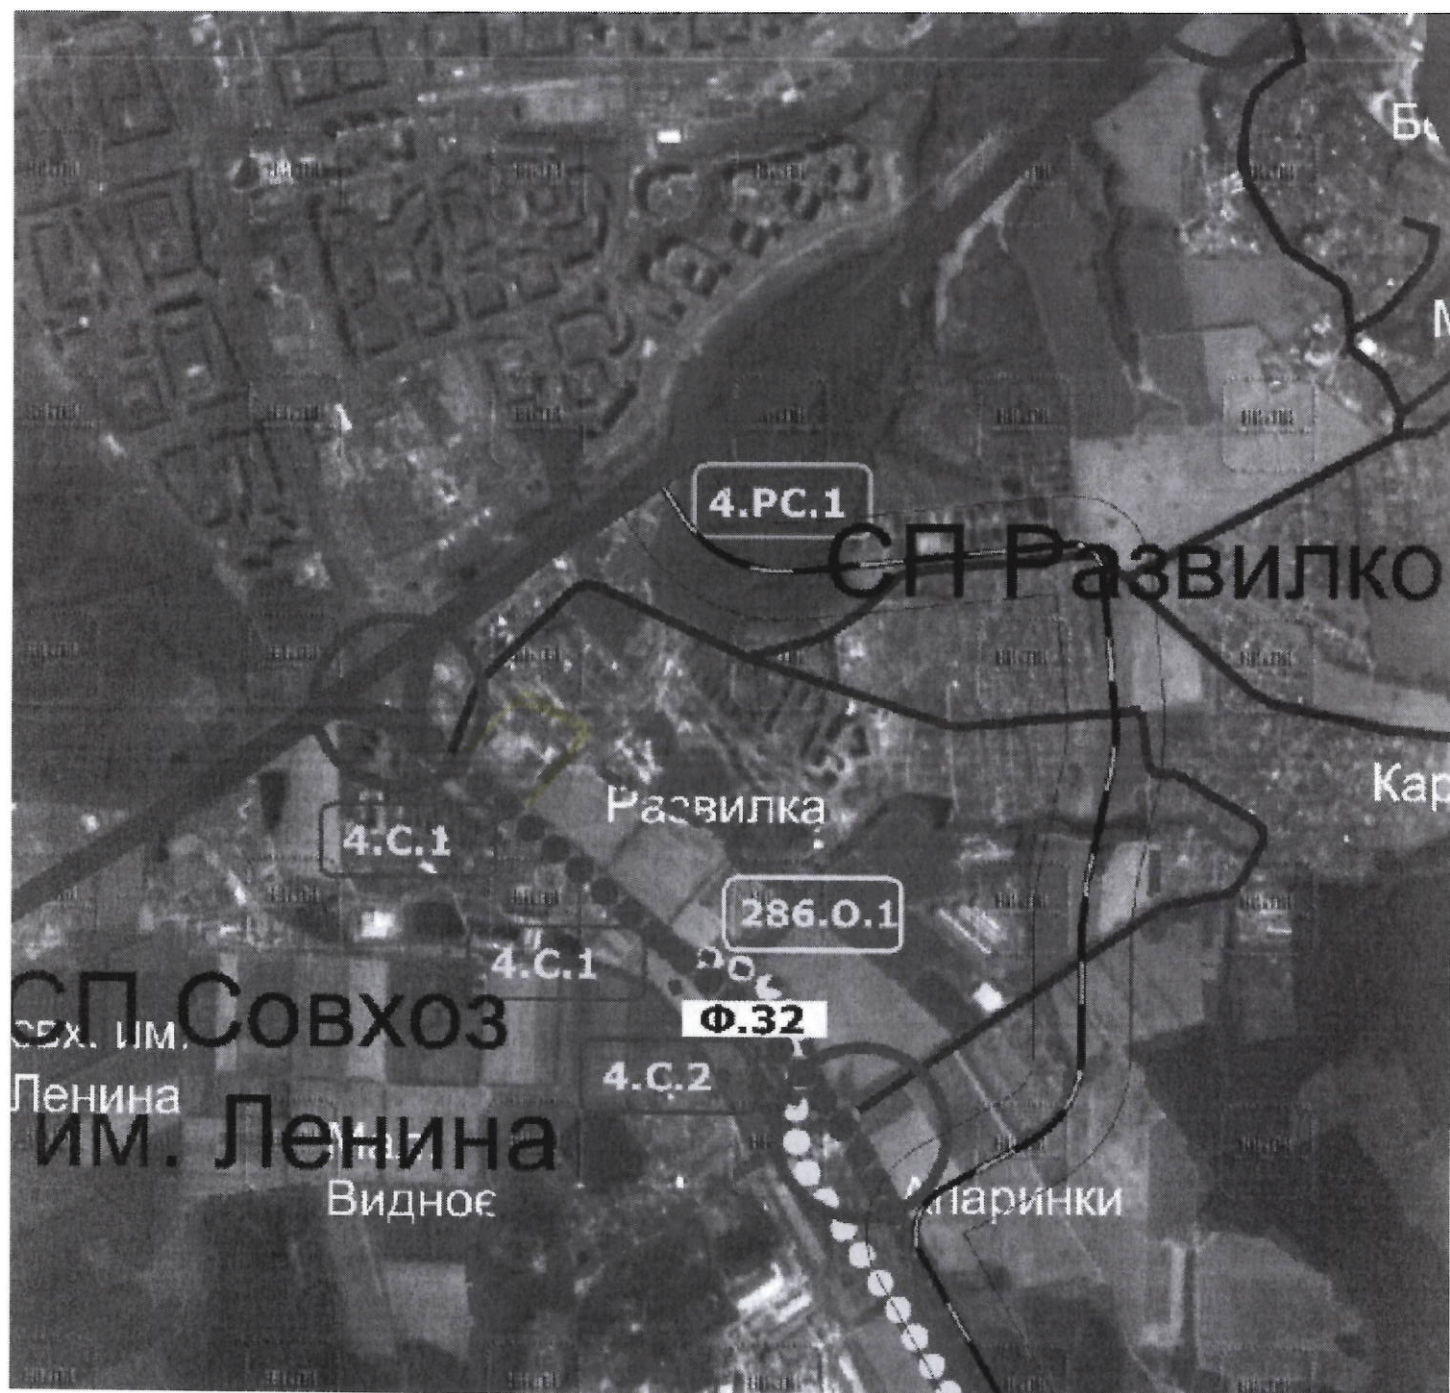 4.РС.1
СП Развилко
Развилка
4.С.1
286.О.1
4.С.1
СП Совхоз
им. Ленина
Ф.32
им.
Ленина
4.С.2
Видное
Апаринки
Кар